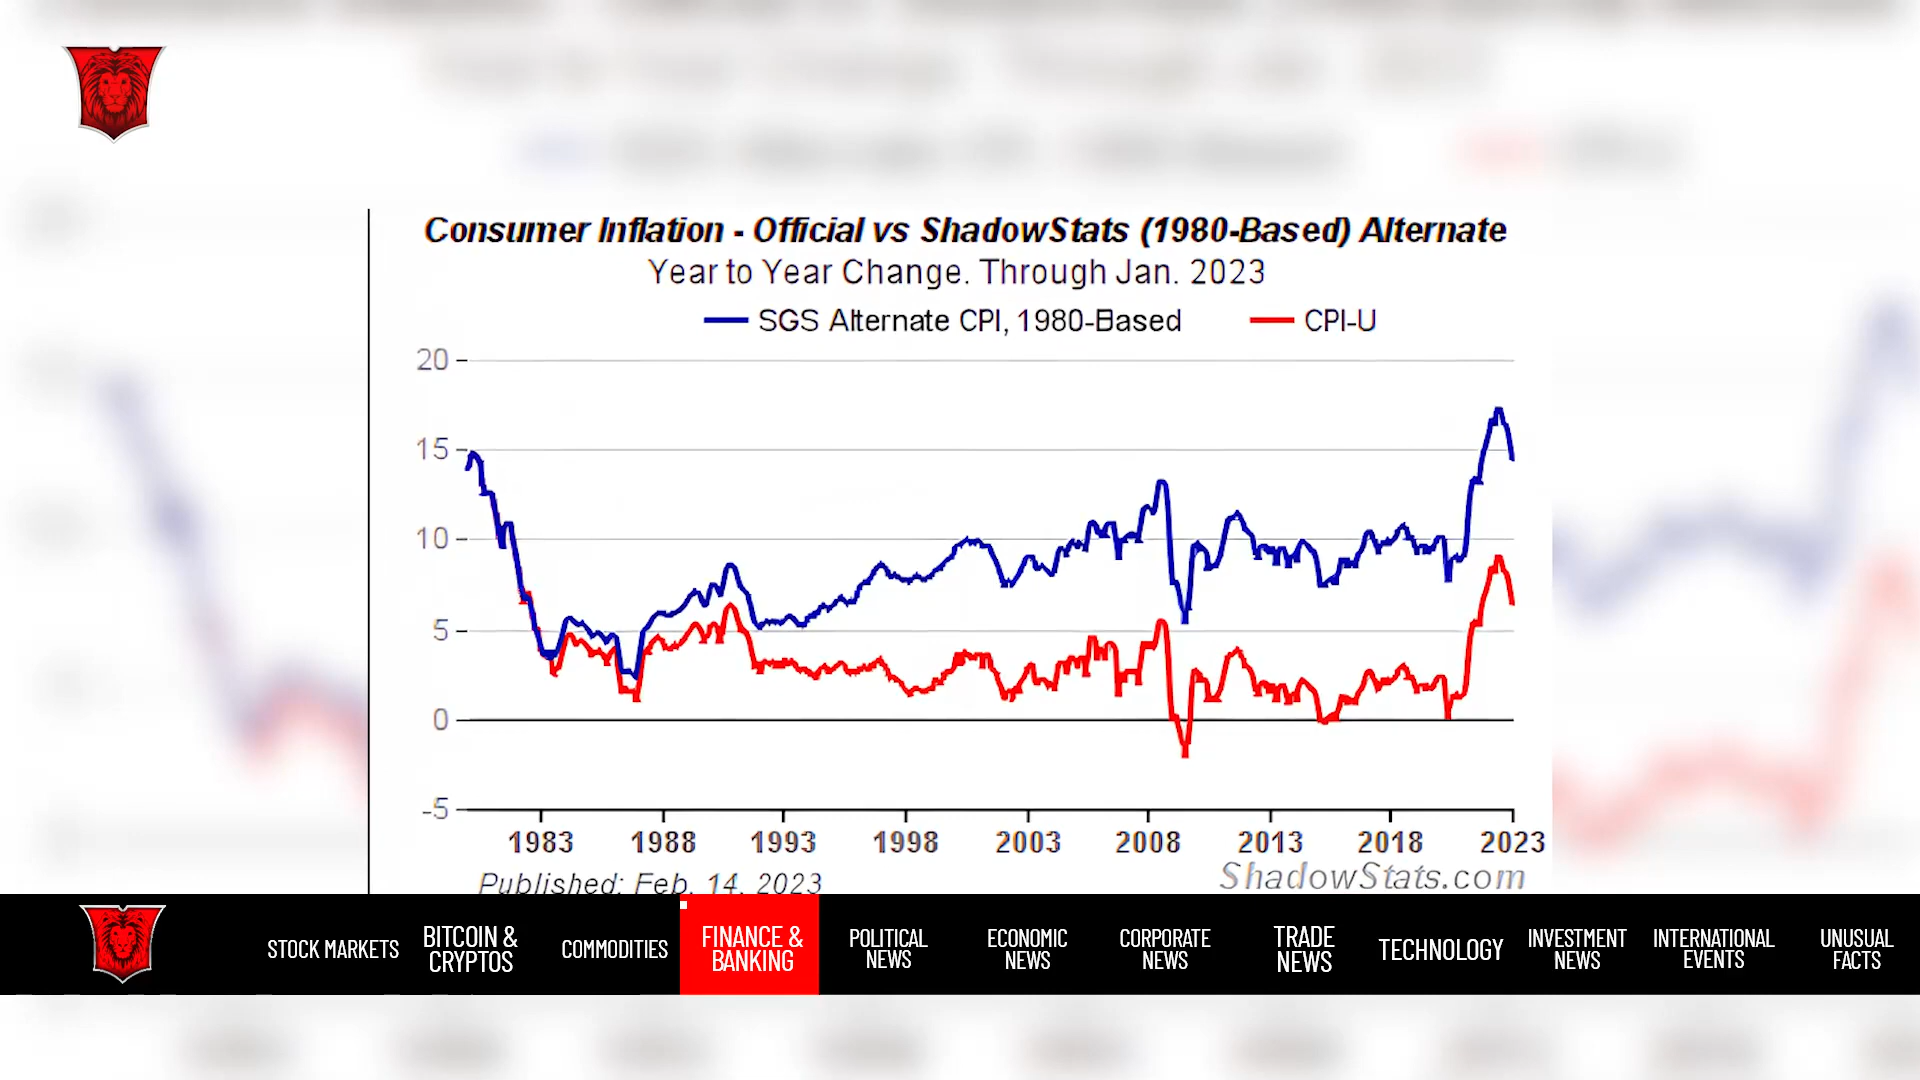 Consumer Inflation - Official vs ShadowStats (1980-Based) Alternate
Year to Year Change. Through Jan. 2023
SGS Alternate CPI, 1980-Based CPI-U
20
15
10
5
0
-5
1983 1988 1993 1998 2003 2008 2013 2018 2023
Published: Feb. 14, 2023
ShadowStats.com
STOCK MARKETS
BITCOIN &
CRYPTOS
COMMODITIES
FINANCE &
BANKING
POLITICAL
NEWS
ECONOMIC
NEWS
CORPORATE
NEWS
TRADE
NEWS
TECHNOLOGY
INVESTMENT
NEWS
INTERNATIONAL
EVENTS
UNUSUAL
FACTS